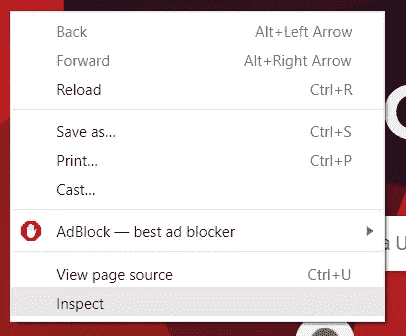 Back Alt+Left Arrow
Forward Alt+Right Arrow
Reload Ctrl+R
Save as... Ctrl+S
Print... Ctrl+P
Cast...
AdBlock — best ad blocker
View page source Ctrl+U
Inspect